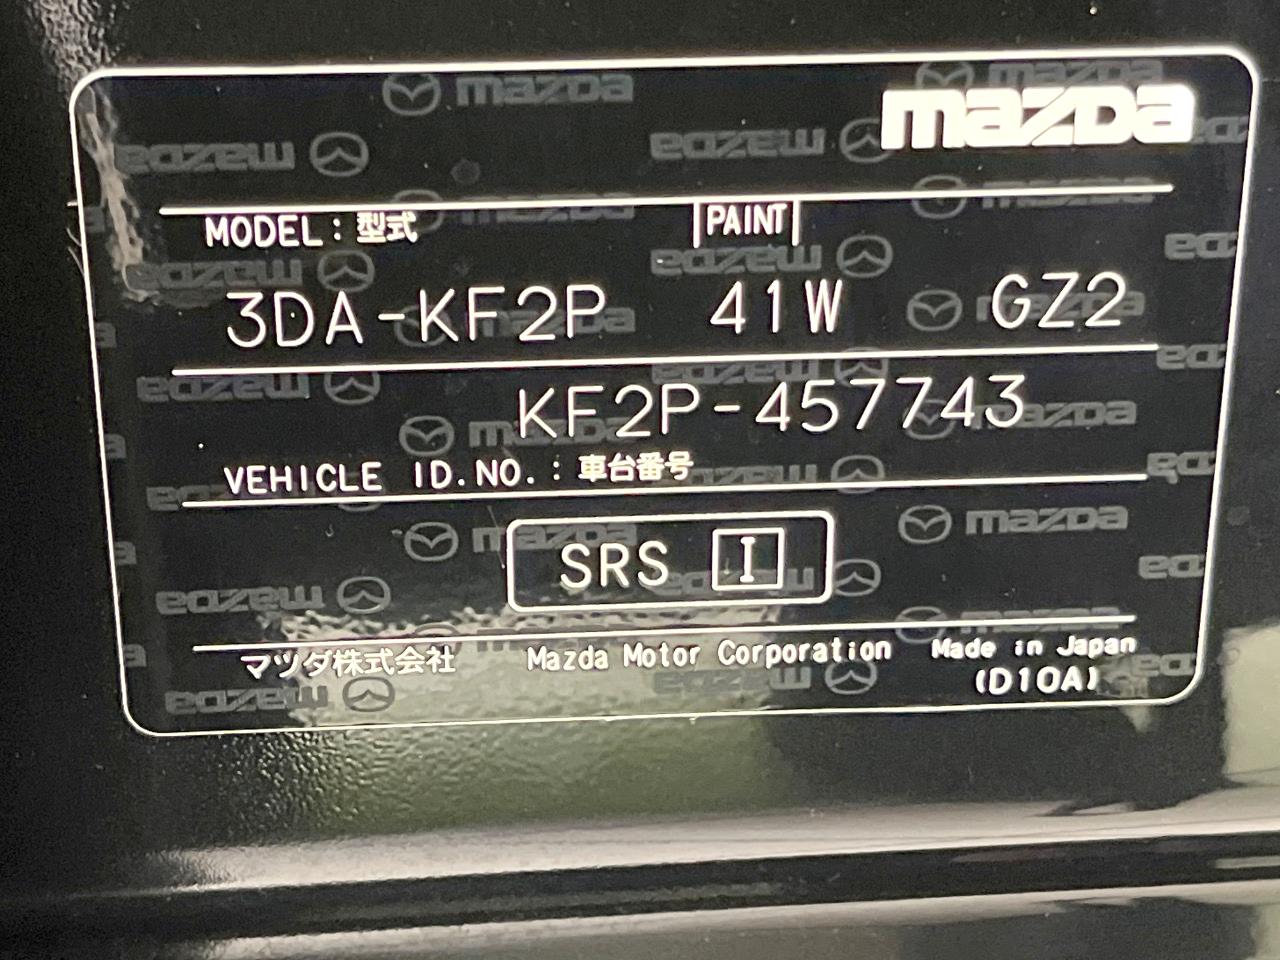 mazda
MODEL：型式 PAINT
3DA-KF2P 41W GZ2
KF2P-457743
VEHICLE ID.NO.：車台番号
SRS I
マツダ株式会社 Mazda Motor Corporation Made in Japan
(D10A)